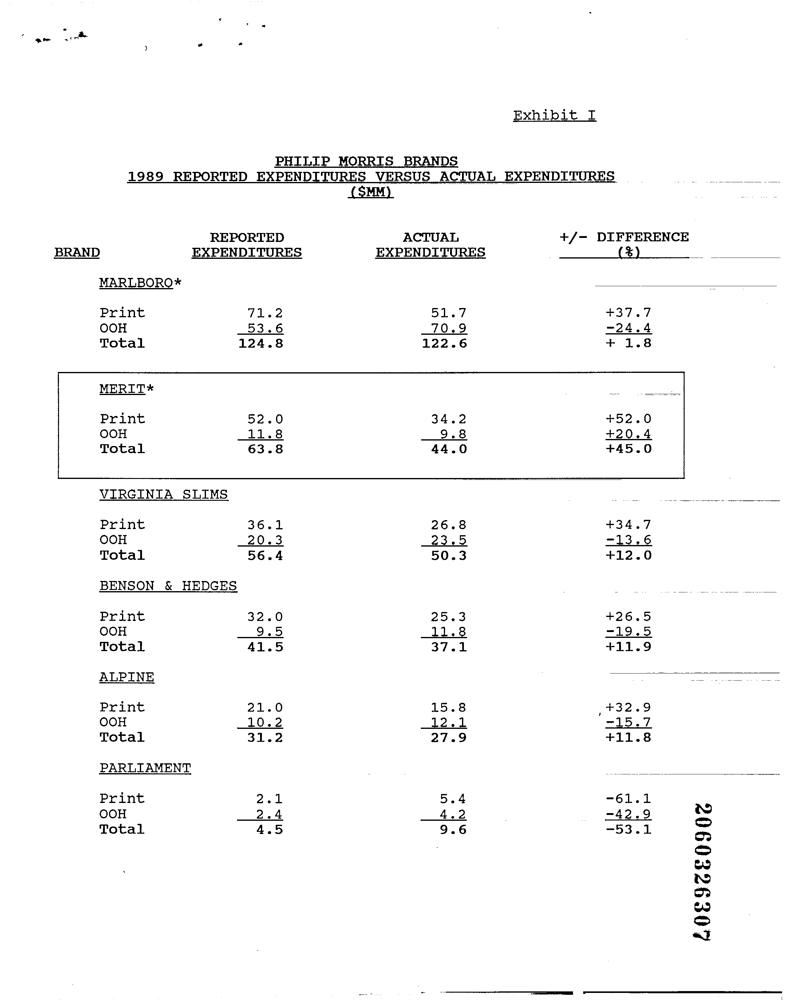 Exhibit I
PHILIP MORRIS BRANDS
1989 REPORTED EXPENDITURES VERSUS ACTUAL EXPENDITURES
($MM)
REPORTED ACTUAL +/- DIFFERENCE
BRAND EXPENDITURES EXPENDITURES (%)
MARLBORO*
Print 71.2 51.7 +37.7
OOH 53.6 70.9 -24.4
Total 124.8 122.6 + 1.8
MERIT*
Print 52.0 34.2 +52.0
OOH 11.8 9.8 +20.4
Total 63.8 44.0 +45.0
VIRGINIA SLIMS
Print 36.1 26.8 +34.7
OOH 20.3 23.5 -13.6
Total 56.4 50.3 +12.0
BENSON & HEDGES
Print 32.0 25.3 +26.5
OOH 9.5 11.8 -19.5
Total 41.5 37.1 +11.9
ALPINE
Print 21.0 15.8 +32.9
OOH 10.2 12.1 -15.7
Total 31.2 27.9 +11.8
PARLIAMENT
Print 2.1 5.4 -61.1
OOH 2.4 4.2 -42.9
Total 4.5 9.6 -53.1
2060326307